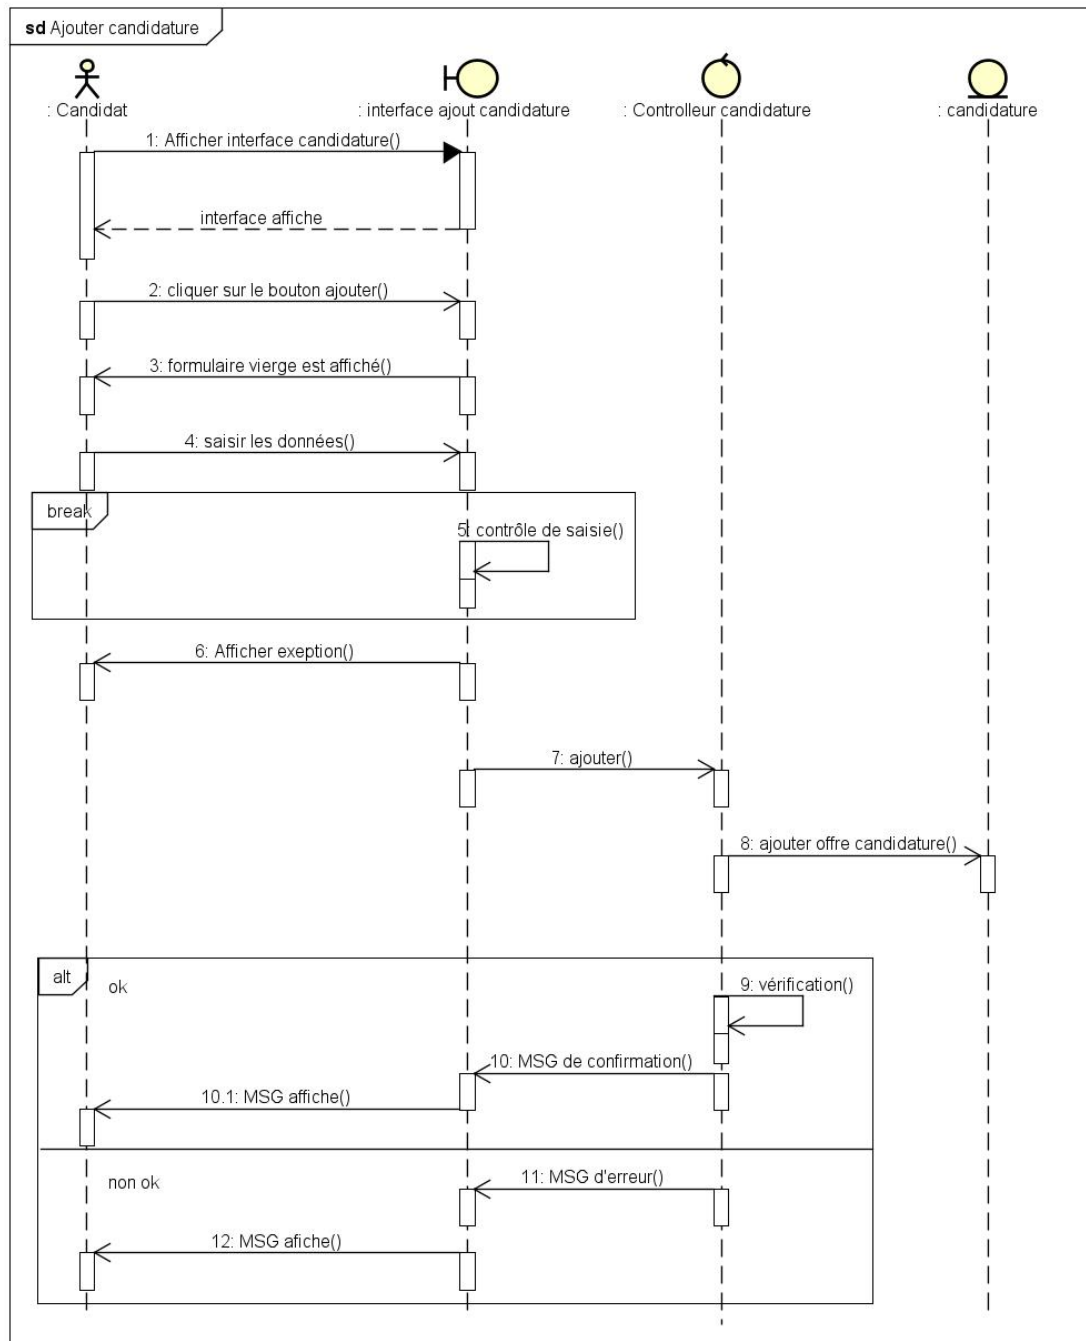 sd Ajouter candidature
: Candidat
: interface ajout candidature
: Controlleur candidature
: candidature
1: Afficher interface candidature()
interface affiche
2: cliquer sur le bouton ajouter()
3: formulaire vierge est affiché()
4: saisir les données()
break
5: contrôle de saisie()
6: Afficher exeption()
7: ajouter()
8: ajouter offre candidature()
alt
ok
9: vérification()
10: MSG de confirmation()
10.1: MSG affiche()
non ok
11: MSG d'erreur()
12: MSG afiche()